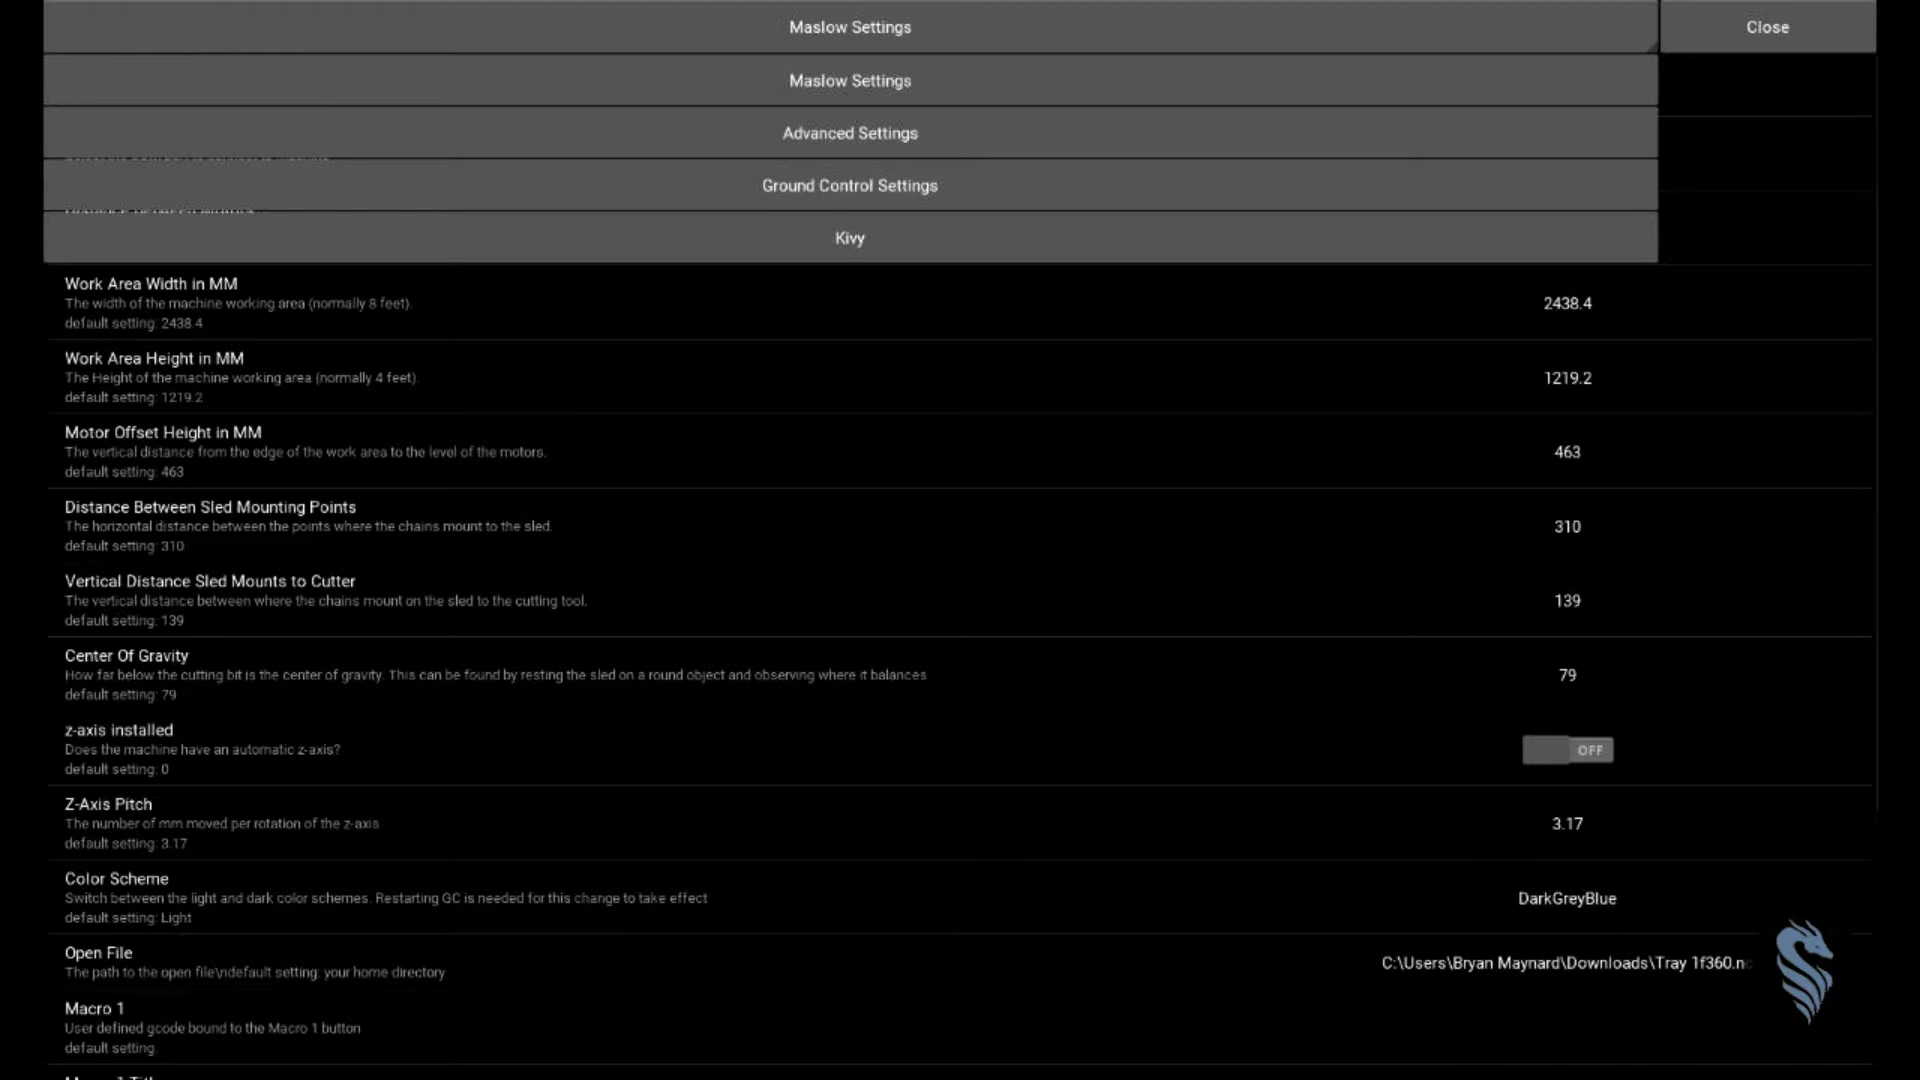 Maslow Settings
Close
Maslow Settings
Advanced Settings
Ground Control Settings
Kivy
Work Area Width in MM
The width of the machine working area (normally 8 feet).
default setting: 2438.4
2438.4
Work Area Height in MM
The Height of the machine working area (normally 4 feet).
default setting: 1219.2
1219.2
Motor Offset Height in MM
The vertical distance from the edge of the work area to the level of the motors.
default setting: 463
463
Distance Between Sled Mounting Points
The horizontal distance between the points where the chains mount to the sled.
default setting: 310
310
Vertical Distance Sled Mounts to Cutter
The vertical distance between where the chains mount on the sled to the cutting tool.
default setting: 139
139
Center Of Gravity
How far below the cutting bit is the center of gravity. This can be found by resting the sled on a round object and observing where it balances
default setting: 79
79
z-axis installed
Does the machine have an automatic z-axis?
default setting: 0
OFF
Z-Axis Pitch
The number of mm moved per rotation of the z-axis
default setting: 3.17
3.17
Color Scheme
Switch between the light and dark color schemes. Restarting GC is needed for this change to take effect
default setting: Light
DarkGreyBlue
Open File
The path to the open file\ndefault setting: your home directory
C:\Users\Bryan Maynard\Downloads\Tray 1f360.nc
Macro 1
User defined gcode bound to the Macro 1 button
default setting: